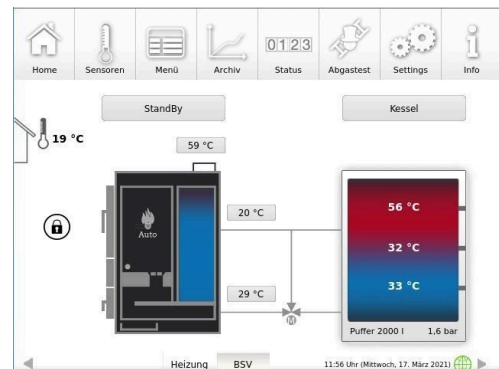 0123
Home Sensoren Menü Archiv Status Abgastest Settings Info
StandBy Kessel
19 °C
59 °C
Auto
20 °C
56 °C
32 °C
29 °C
33 °C
M
Puffer 2000 l 1,6 bar
Heizung BSV 11:56 Uhr (Mittwoch, 17. März 2021)